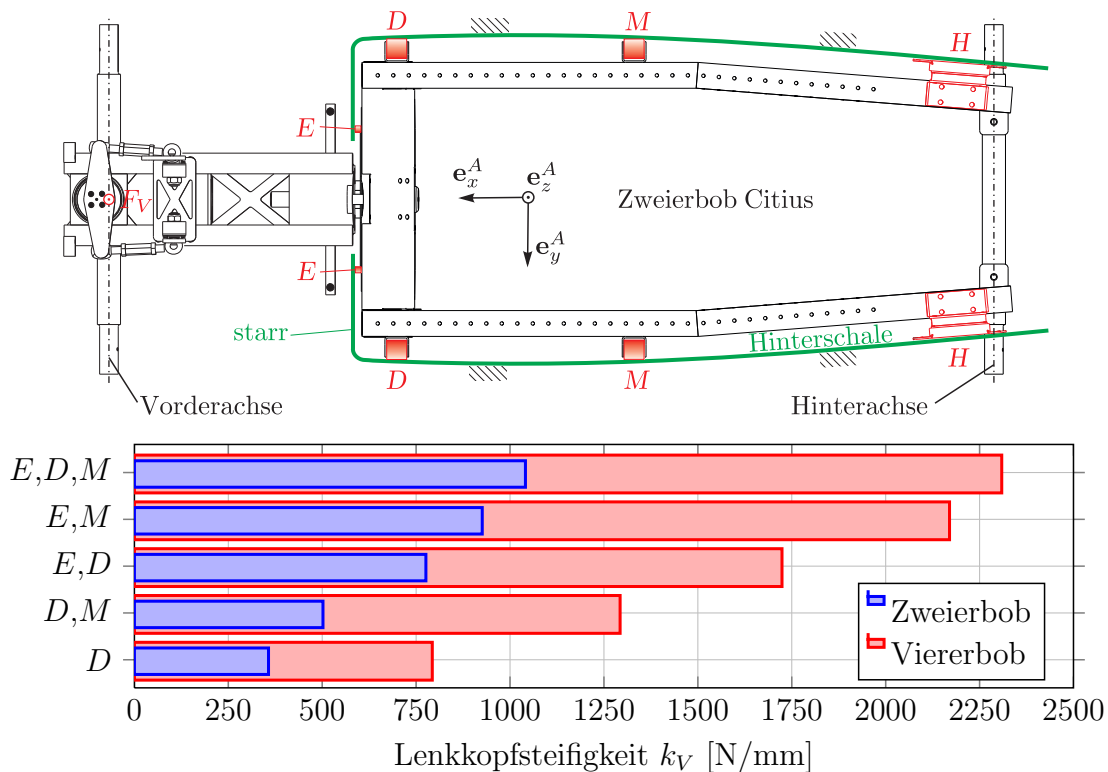 D M H
E
F_V
e_x^A e_z^A
e_y^A
Zweierbob Citius
E
starr
Hinterschale
D M H
Vorderachse Hinterachse
E,D,M
E,M
E,D
D,M
D
Zweierbob
Viererbob
0 250 500 750 1000 1250 1500 1750 2000 2250 2500
Lenkkopfsteifigkeit k_V [N/mm]